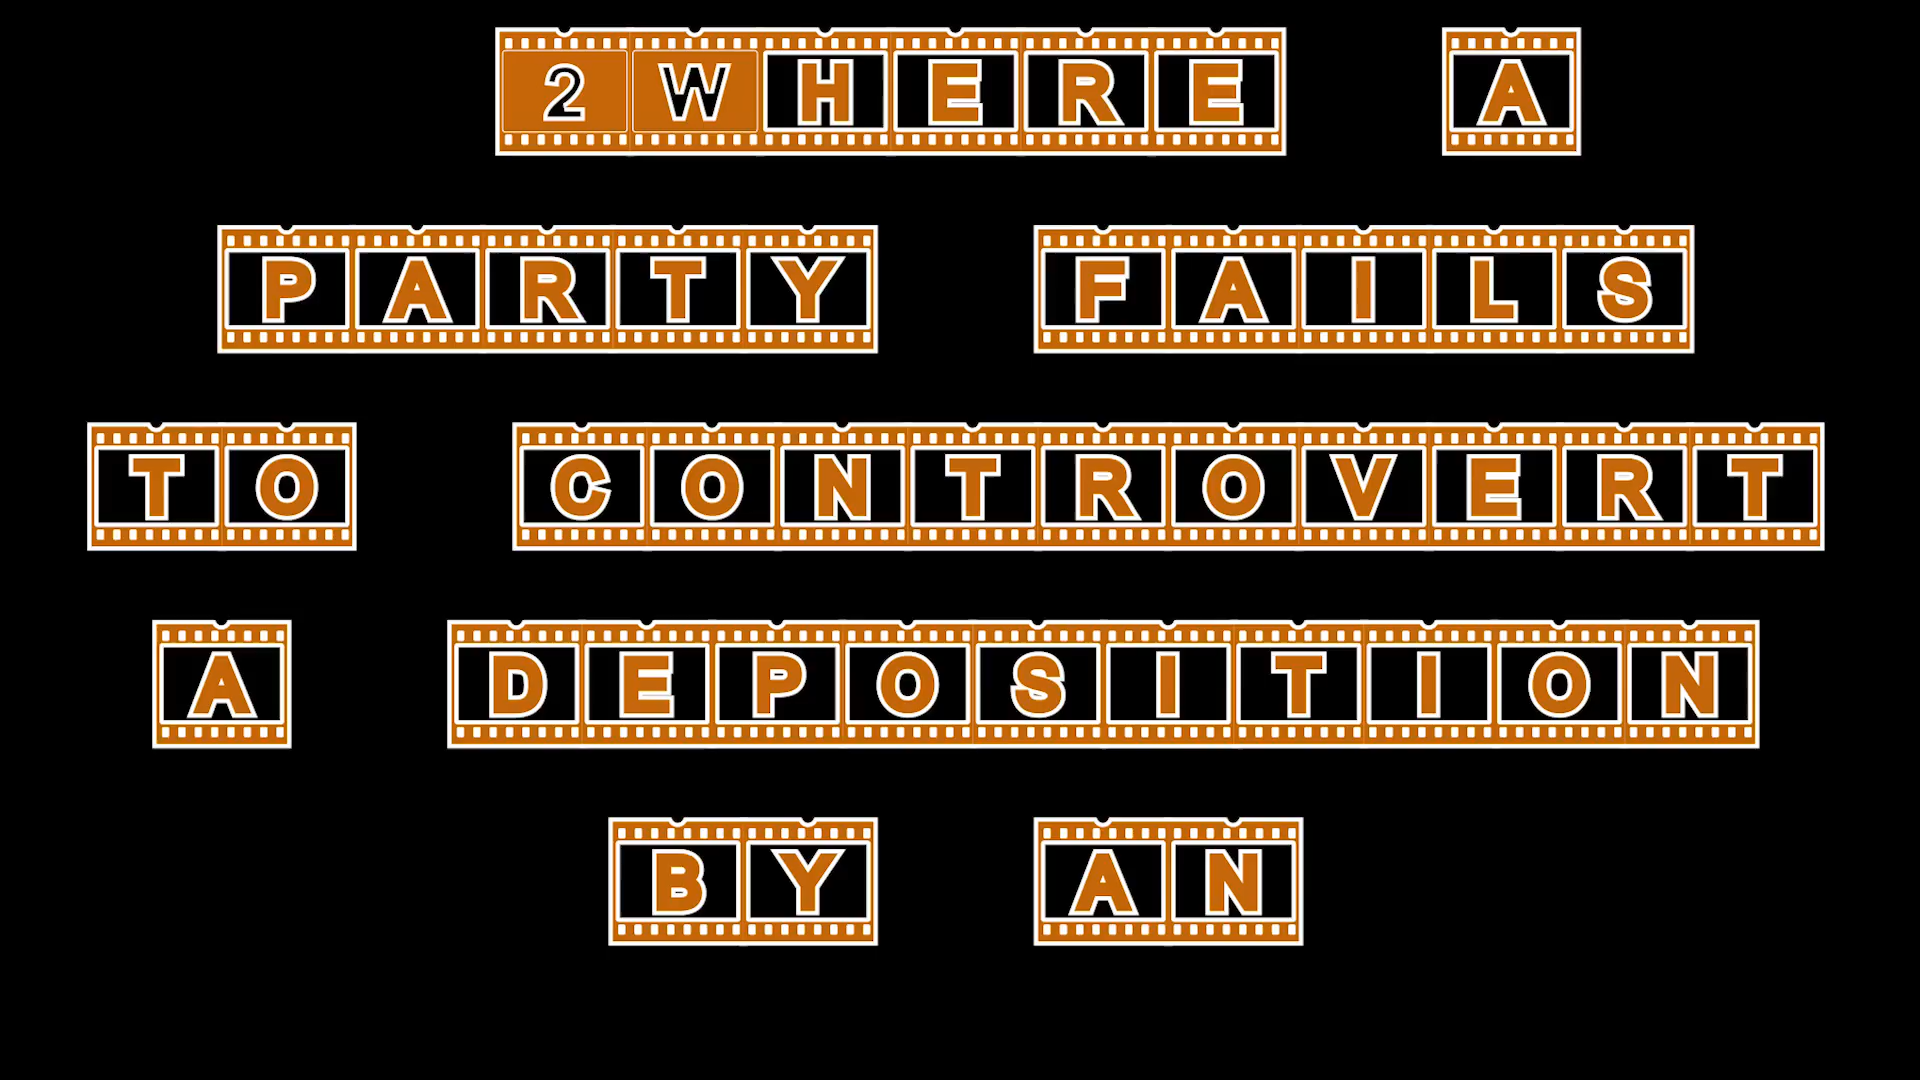 2WHERE A
PARTY FAILS
TO CONTROVERT
A DEPOSITION
BY AN